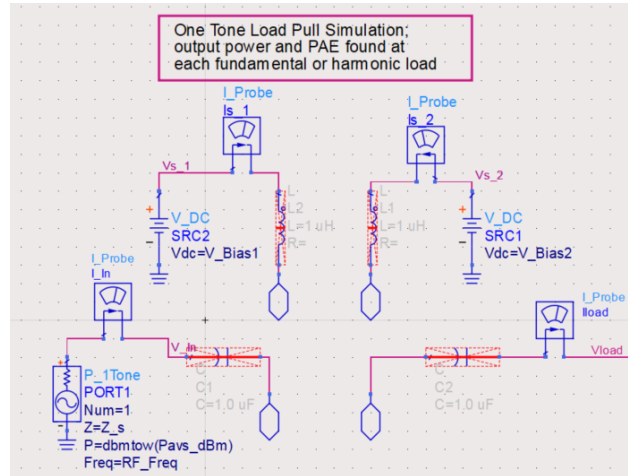 One Tone Load Pull Simulation;
output power and PAE found at
each fundamental or harmonic load
I_Probe
Is_1
I_Probe
Is_2
Vs_1
Vs_2
V_DC
SRC2
Vdc=V_Bias1
L
L2
L=1 uH
R=
L
L1
L=1 uH
R=
V_DC
SRC1
Vdc=V_Bias2
I_Probe
I_In
I_Probe
Iload
V_In
Vload
C
C1
C=1.0 uF
C
C2
C=1.0 uF
P_1Tone
PORT1
Num=1
Z=Z_s
P=dbmtow(Pavs_dBm)
Freq=RF_Freq